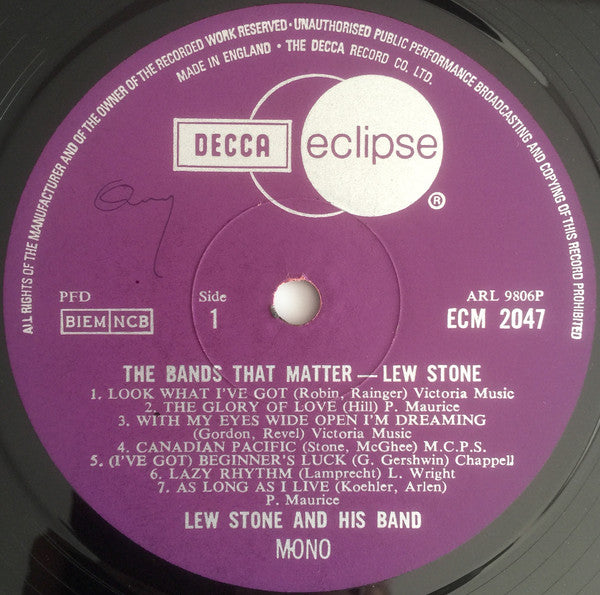 ALL RIGHTS OF THE MANUFACTURER AND OF THE OWNER OF THE RECORDED WORK RESERVED · UNAUTHORISED PUBLIC PERFORMANCE BROADCASTING AND COPYING OF THIS RECORD PROHIBITED
MADE IN ENGLAND · THE DECCA RECORD CO. LTD.
DECCA eclipse
®
PFD Side ARL 9806P
BIEM NCB 1 ECM 2047
THE BANDS THAT MATTER — LEW STONE
1. LOOK WHAT I'VE GOT (Robin, Rainger) Victoria Music
2. THE GLORY OF LOVE (Hill) P. Maurice
3. WITH MY EYES WIDE OPEN I'M DREAMING
(Gordon, Revel) Victoria Music
4. CANADIAN PACIFIC (Stone, McGhee) M.C.P.S.
5. (I'VE GOT) BEGINNER'S LUCK (G. Gershwin) Chappell
6. LAZY RHYTHM (Lamprecht) L. Wright
7. AS LONG AS I LIVE (Koehler, Arlen)
P. Maurice
LEW STONE AND HIS BAND
MONO